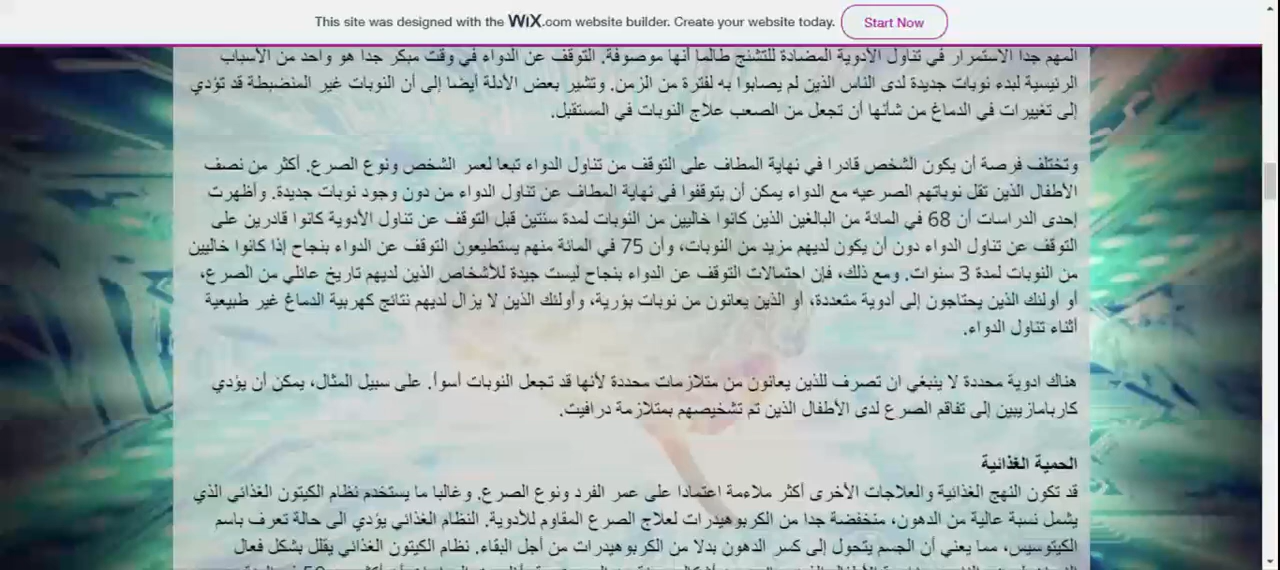 This site was designed with the WiX.com website builder. Create your website today. Start Now
المهم جدا الاستمرار في تناول الأدوية المضادة للتشنج طالما أنها موصوفة. التوقف عن الدواء في وقت مبكر جدا هو واحد من الأسباب
الرئيسية لبدء نوبات جديدة لدى الناس الذين لم يصابوا به لفترة من الزمن. وتشير بعض الأدلة أيضا إلى أن النوبات غير المنضبطة قد تؤدي
إلى تغييرات في الدماغ من شأنها أن تجعل من الصعب علاج النوبات في المستقبل.
وتختلف فرصة أن يكون الشخص قادرا في نهاية المطاف على التوقف من تناول الدواء تبعا لعمر الشخص ونوع الصرع. أكثر من نصف
الأطفال الذين تقل نوباتهم الصرعيه مع الدواء يمكن أن يتوقفوا في نهاية المطاف عن تناول الدواء من دون وجود نوبات جديدة. وأظهرت
إحدى الدراسات أن 68 في المائة من البالغين الذين كانوا خاليين من النوبات لمدة سنتين قبل التوقف عن تناول الأدوية كانوا قادرين على
التوقف عن تناول الدواء دون أن يكون لديهم مزيد من النوبات، وأن 75 في المائة منهم يستطيعون التوقف عن الدواء بنجاح إذا كانوا خاليين
من النوبات لمدة 3 سنوات. ومع ذلك، فإن احتمالات التوقف عن الدواء بنجاح ليست جيدة للأشخاص الذين لديهم تاريخ عائلي من الصرع،
أو أولئك الذين يحتاجون إلى أدوية متعددة، أو الذين يعانون من نوبات بؤرية، وأولئك الذين لا يزال لديهم نتائج كهربية الدماغ غير طبيعية
أثناء تناول الدواء.
هناك ادوية محددة لا ينبغي ان تصرف للذين يعانون من متلازمات محددة لأنها قد تجعل النوبات أسوأ. على سبيل المثال، يمكن أن يؤدي
كاربامازيبين إلى تفاقم الصرع لدى الأطفال الذين تم تشخيصهم بمتلازمة درافيت.
الحمية الغذائية
قد تكون النهج الغذائية والعلاجات الأخرى أكثر ملاءمة اعتمادا على عمر الفرد ونوع الصرع. وغالبا ما يستخدم نظام الكيتون الغذائي الذي
يشمل نسبة عالية من الدهون، منخفضة جدا من الكربوهيدرات لعلاج الصرع المقاوم للأدوية. النظام الغذائي يؤدي الى حالة تعرف باسم
الكيتوسيس، مما يعني أن الجسم يتحول إلى كسر الدهون بدلا من الكربوهيدرات من أجل البقاء. نظام الكيتون الغذائي يقلل بشكل فعال